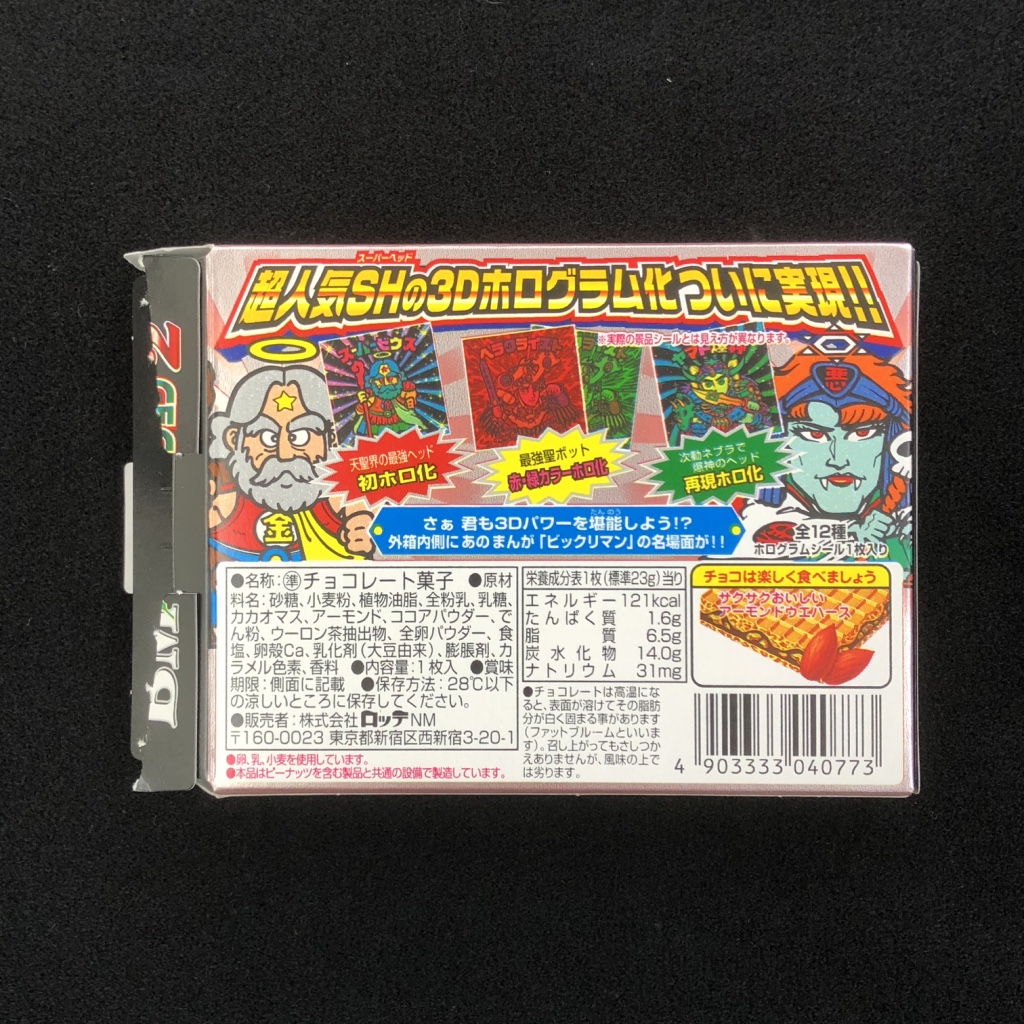 スーパーヘッド
超人気SHの3Dホログラム化ついに実現!!
※実際の景品シールとは見え方が異なります。
スーパーゼウス
ヘラクライスト
天聖界の最強ヘッド
初ホロ化
最強聖ボット
赤・緑カラーホロ化
次動ネブラで
爆神のヘッド
再現ホロ化
悪
金
たんのう
さぁ 君も3Dパワーを堪能しよう!?
外箱内側にあのまんが「ビックリマン」の名場面が!!
全12種
ホログラムシール1枚入り
●名称:㊜チョコレート菓子 ●原材
料名:砂糖、小麦粉、植物油脂、全粉乳、乳糖、
カカオマス、アーモンド、ココアパウダー、で
ん粉、ウーロン茶抽出物、全卵パウダー、食
塩、卵殻Ca、乳化剤(大豆由来)、膨脹剤、カ
ラメル色素、香料 ●内容量:1枚入 ●賞味
期限:側面に記載 ●保存方法:28℃以下
の涼しいところに保存してください。
●販売者:株式会社ロッテNM
〒160-0023 東京都新宿区西新宿3-20-1
●卵、乳、小麦を使用しています。
●本品はピーナッツを含む製品と共通の設備で製造しています。
栄養成分表1枚(標準23g)当り
エネルギー 121kcal
たんぱく質 1.6g
脂質 6.5g
炭水化物 14.0g
ナトリウム 31mg
●チョコレートは高温にな
ると、表面が溶けてその脂肪
分が白く固まる事があります
(ファットブルームといいい
ます)。召し上がってもさしつか
えありませんが、風味の上で
は劣ります。
チョコは楽しく食べましょう
サクサクおいしい
アーモンドウエハース
4 903333 040773